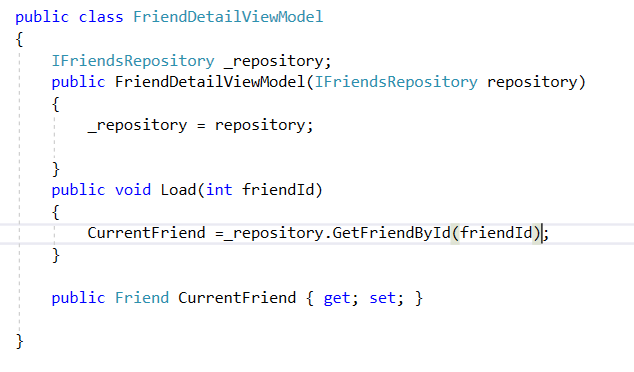 public class FriendDetailViewModel
{
    IFriendsRepository _repository;
    public FriendDetailViewModel(IFriendsRepository repository)
    {
        _repository = repository;

    }
    public void Load(int friendId)
    {
        CurrentFriend =_repository.GetFriendById(friendId);
    }

    public Friend CurrentFriend { get; set; }

}